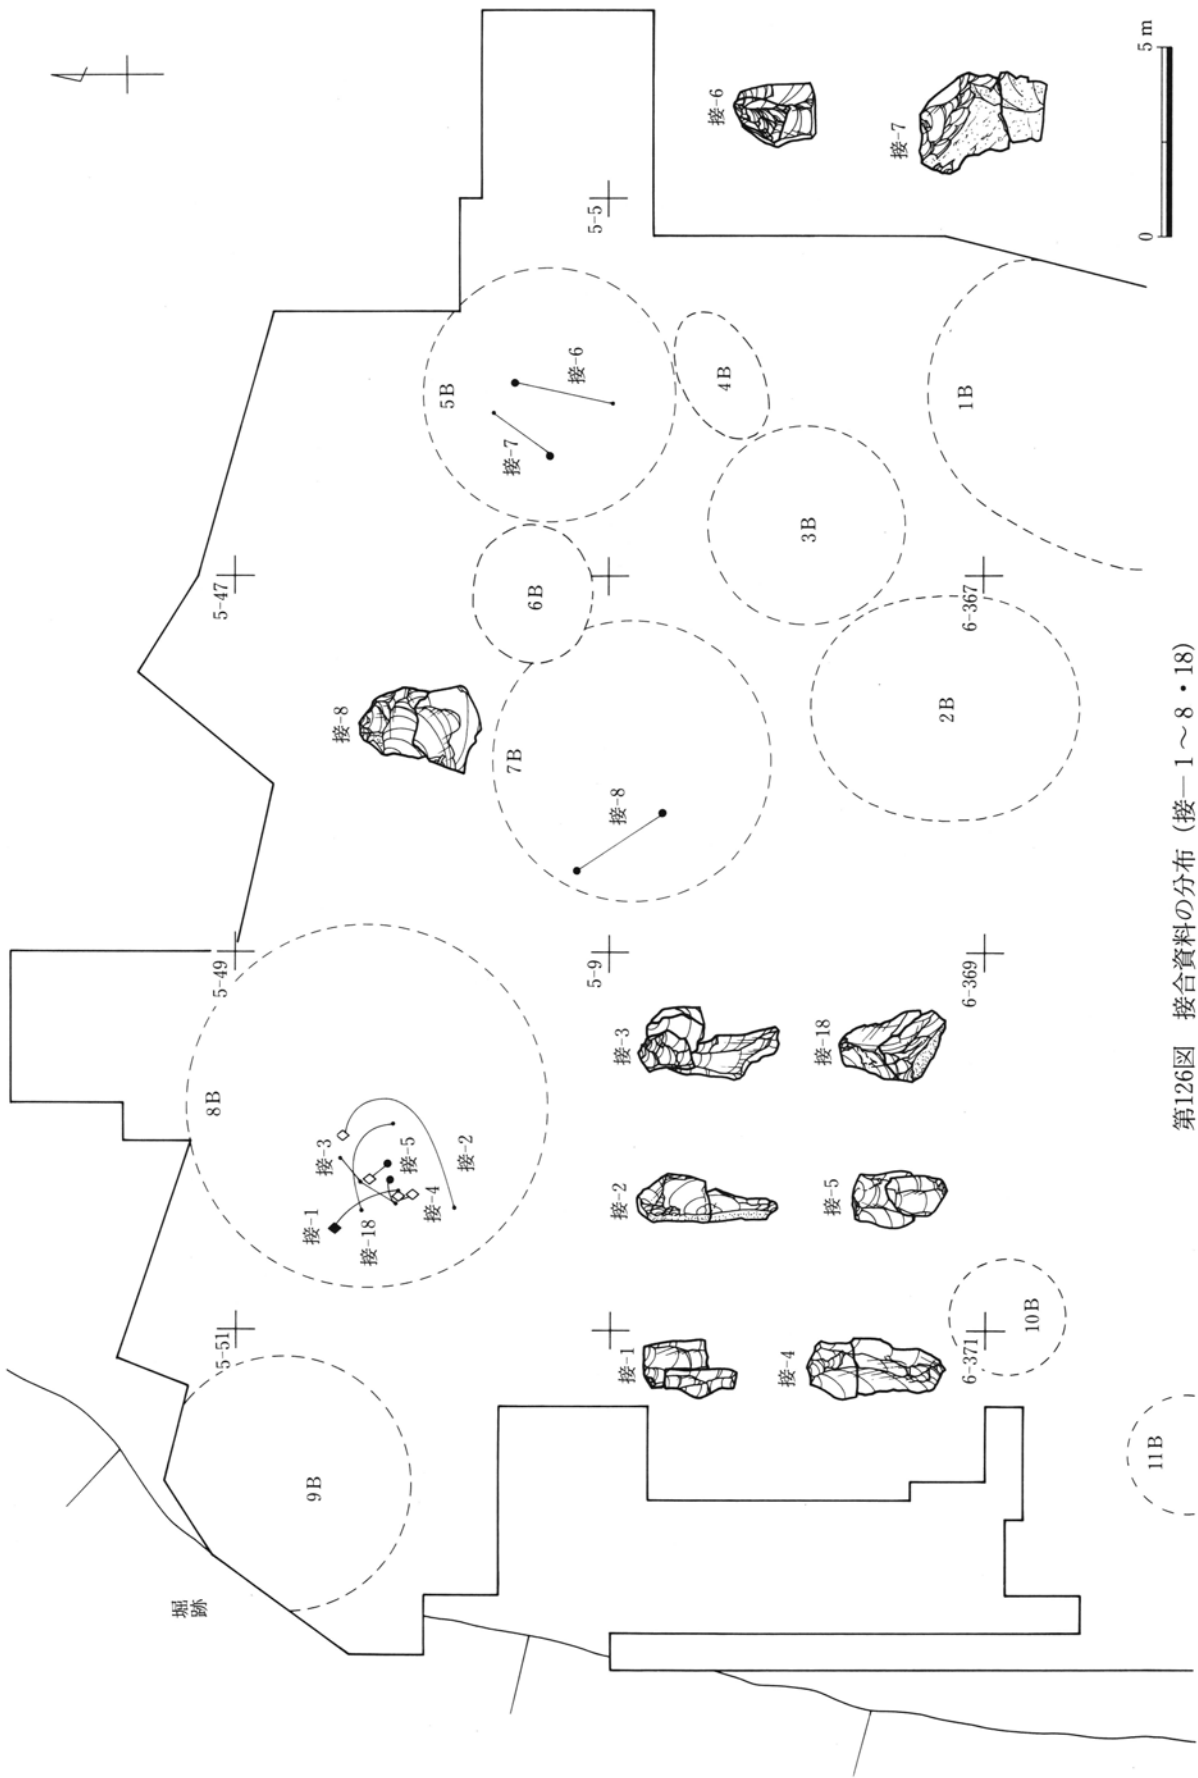 堀跡
9B
5-51
8B
5-49
接-1
接-18
接-3
接-5
接-4
接-2
接-8
5-47
7B
接-8
6B
5B
接-7
接-6
5-5
接-6
接-7
4B
3B
1B
2B
6-367
5-9
6-369
接-3
接-18
接-2
接-5
接-1
接-4
6-371
10B
11B
0 5m
第126図 接合資料の分布（接―1～8・18）